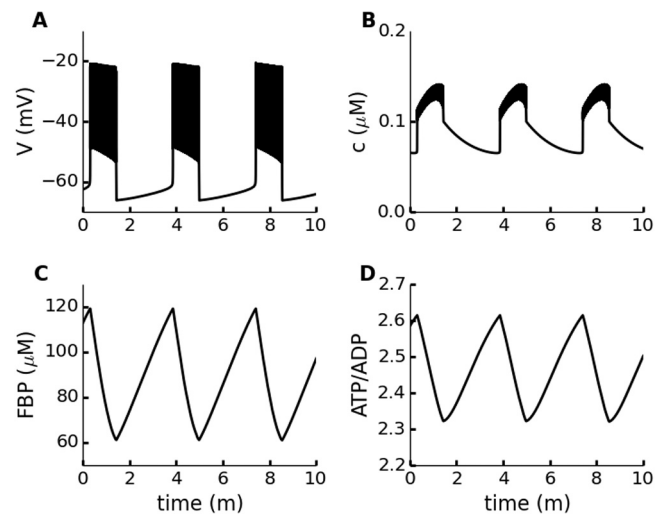 A
V (mV)
−20
−40
−60
0 2 4 6 8 10
B
c (μM)
0.2
0.1
0.0
0 2 4 6 8 10
C
FBP (μM)
120
100
80
60
0 2 4 6 8 10
time (m)
D
ATP/ADP
2.7
2.6
2.5
2.4
2.3
2.2
0 2 4 6 8 10
time (m)